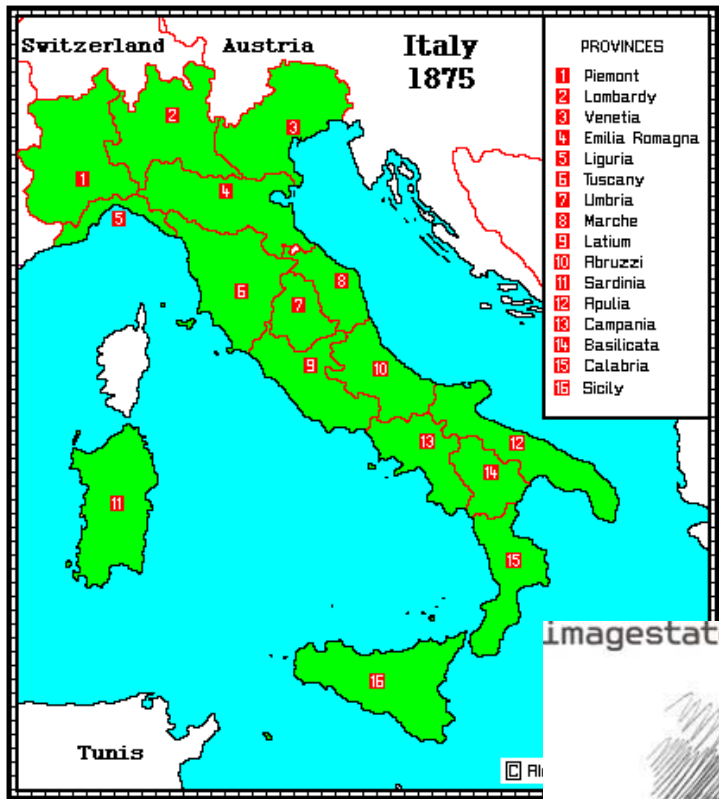 Switzerland
Austria
Italy
1875
PROVINCES
1 Piemont
2 Lombardy
3 Venetia
4 Emilia Romagna
5 Liguria
6 Tuscany
7 Umbria
8 Marche
9 Latium
10 Abruzzi
11 Sardinia
12 Apulia
13 Campania
14 Basilicata
15 Calabria
16 Sicily
2
3
1
4
5
8
6
7
9
10
13
12
14
11
15
16
Tunis
imagestat
C